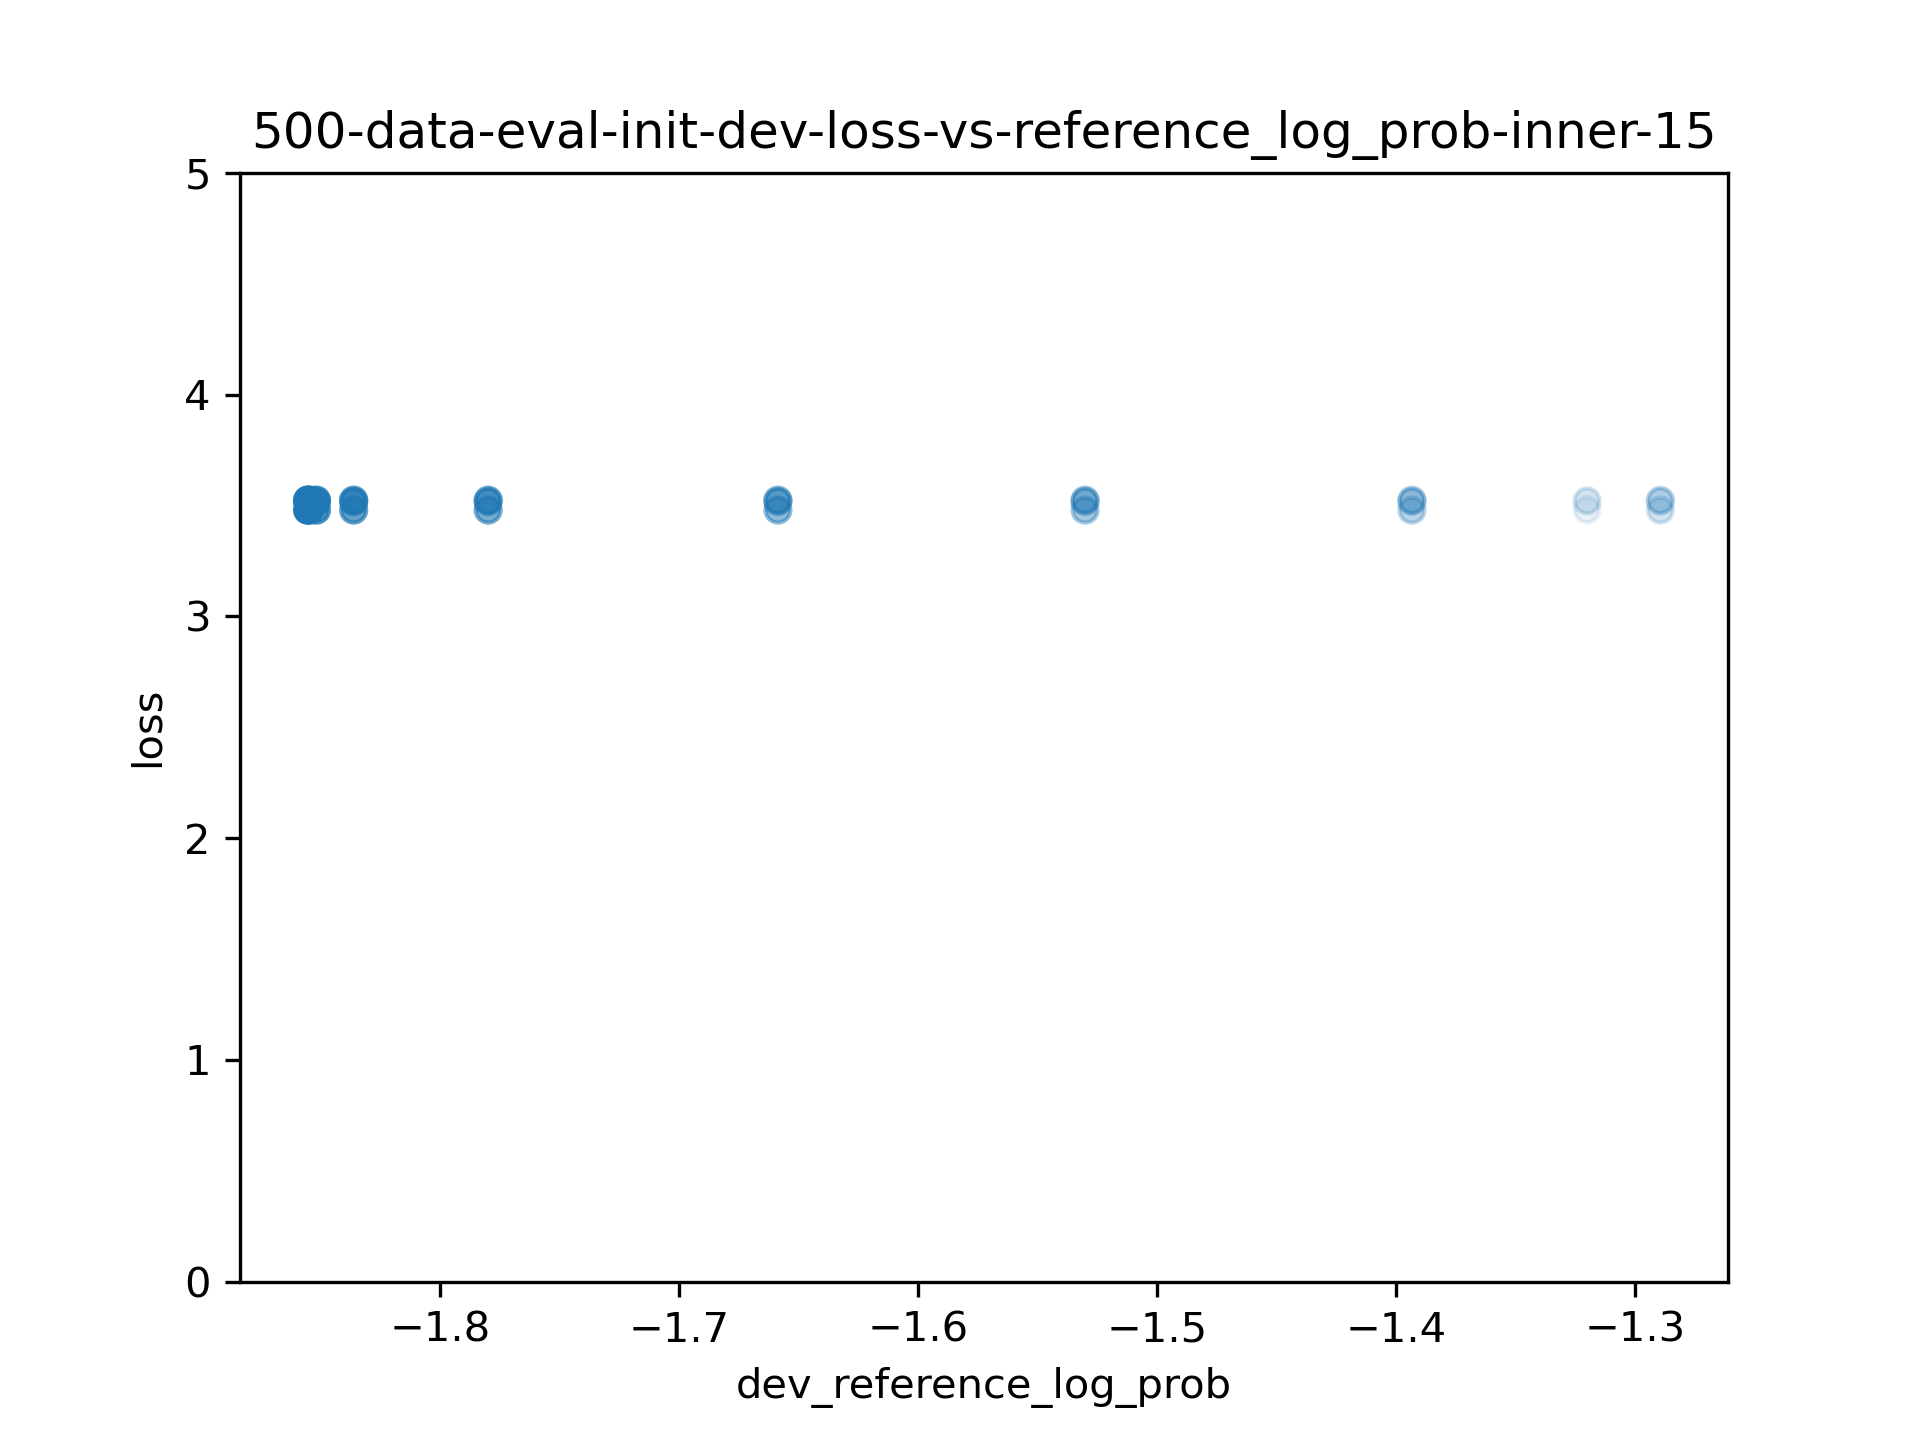 500-data-eval-init-dev-loss-vs-reference_log_prob-inner-15
5
4
3
2
1
0
loss
−1.8 −1.7 −1.6 −1.5 −1.4 −1.3
dev_reference_log_prob